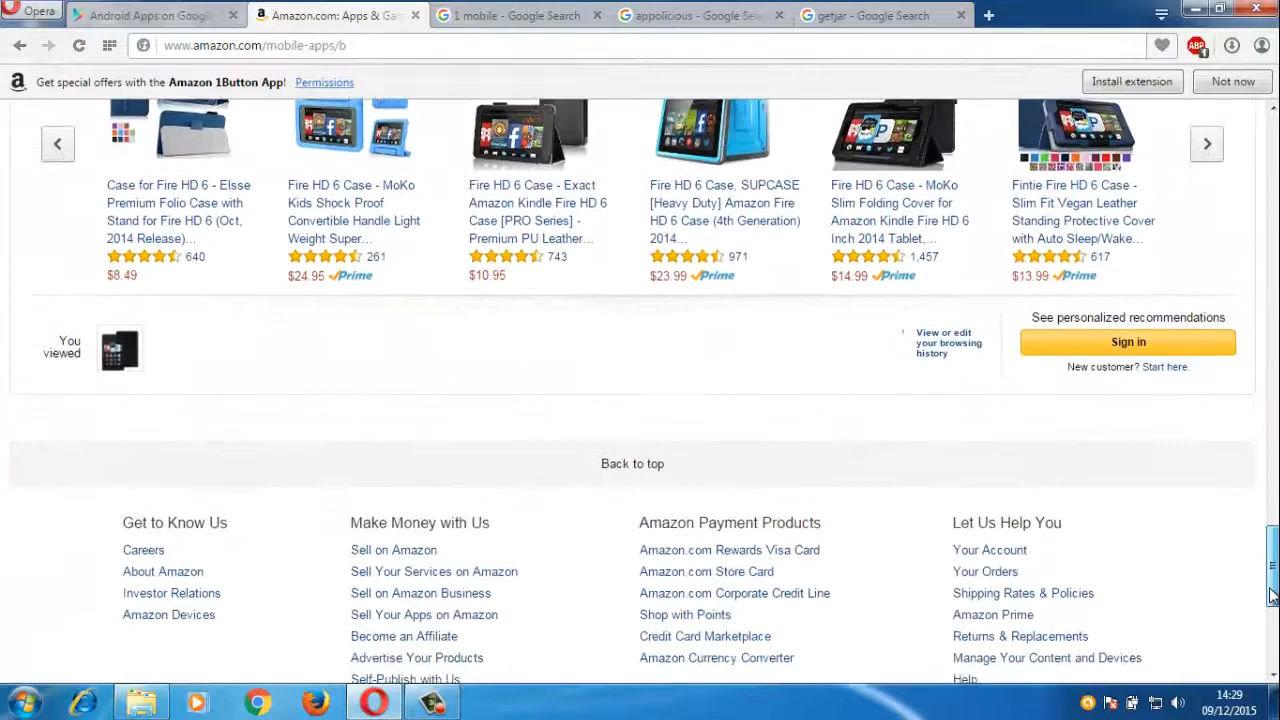 Opera
Android Apps on Google
Amazon.com: Apps & Gam
1 mobile - Google Search
appolicious - Google Sea
getjar - Google Search
www.amazon.com/mobile-apps/b
ABP
1
Get special offers with the Amazon 1Button App! Permissions
Install extension
Not now
Case for Fire HD 6 - Elsse
Premium Folio Case with
Stand for Fire HD 6 (Oct,
2014 Release)...
640
$8.49
Fire HD 6 Case - MoKo
Kids Shock Proof
Convertible Handle Light
Weight Super...
261
$24.95 Prime
Fire HD 6 Case - Exact
Amazon Kindle Fire HD 6
Case [PRO Series] -
Premium PU Leather...
743
$10.95
Fire HD 6 Case, SUPCASE
[Heavy Duty] Amazon Fire
HD 6 Case (4th Generation)
2014...
971
$23.99 Prime
Fire HD 6 Case - MoKo
Slim Folding Cover for
Amazon Kindle Fire HD 6
Inch 2014 Tablet,...
1,457
$14.99 Prime
Fintie Fire HD 6 Case -
Slim Fit Vegan Leather
Standing Protective Cover
with Auto Sleep/Wake...
617
$13.99 Prime
You
viewed
View or edit
your browsing
history
See personalized recommendations
Sign in
New customer? Start here.
Back to top
Get to Know Us
Careers
About Amazon
Investor Relations
Amazon Devices
Make Money with Us
Sell on Amazon
Sell Your Services on Amazon
Sell on Amazon Business
Sell Your Apps on Amazon
Become an Affiliate
Advertise Your Products
Self-Publish with Us
Amazon Payment Products
Amazon.com Rewards Visa Card
Amazon.com Store Card
Amazon.com Corporate Credit Line
Shop with Points
Credit Card Marketplace
Amazon Currency Converter
Let Us Help You
Your Account
Your Orders
Shipping Rates & Policies
Amazon Prime
Returns & Replacements
Manage Your Content and Devices
Help
14:29
09/12/2015